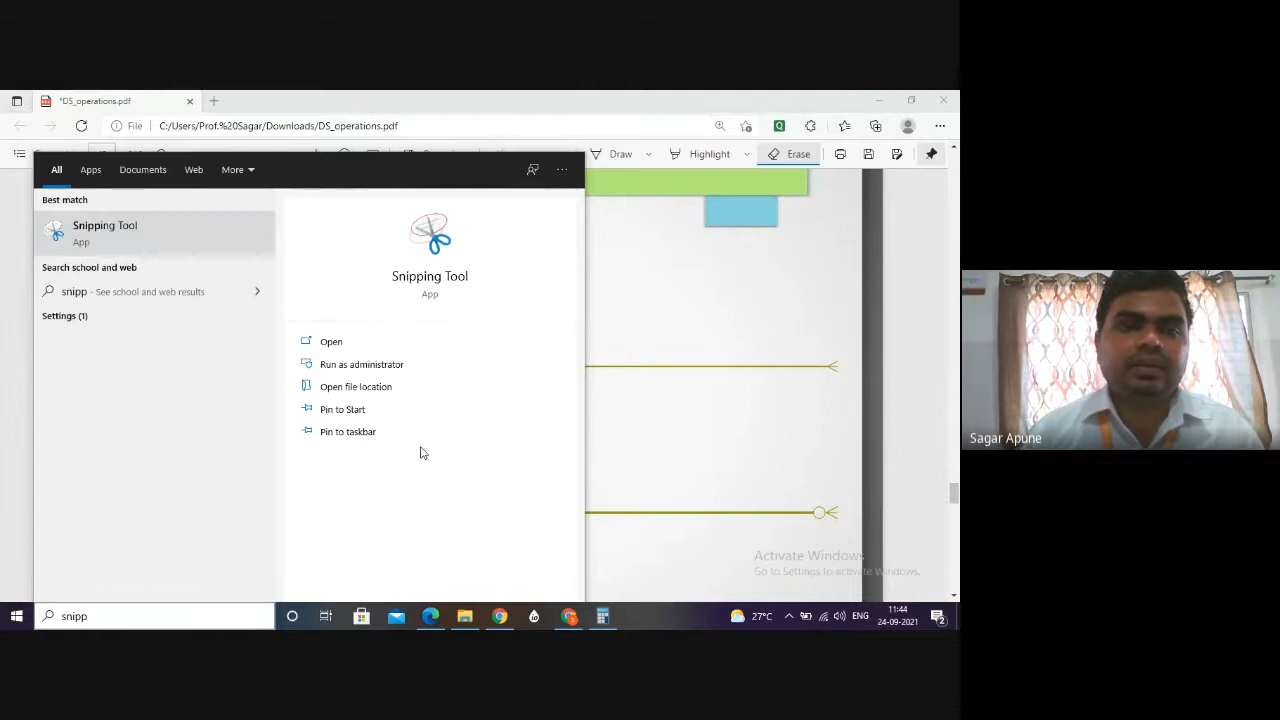 *DS_operations.pdf
File C:/Users/Prof.%20Sagar/Downloads/DS_operations.pdf
Draw Highlight Erase
All Apps Documents Web More
Best match
Snipping Tool
App
Search school and web
snipp - See school and web results
Settings (1)
Snipping Tool
App
Open
Run as administrator
Open file location
Pin to Start
Pin to taskbar
Sagar Apune
Activate Windows
Go to Settings to activate Windows.
snipp
27°C ENG
11:44
24-09-2021
2